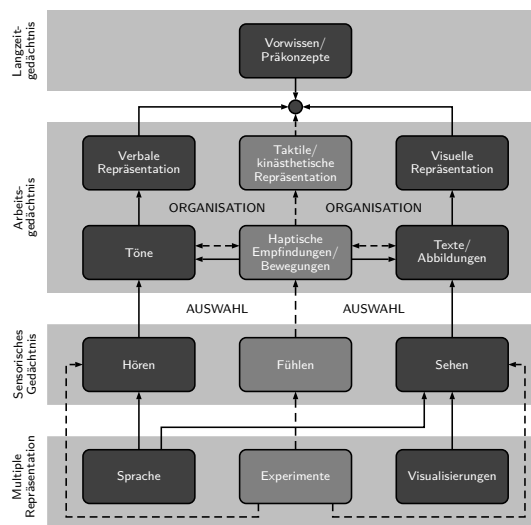 Langzeit-
gedächtnis
Vorwissen/
Präkonzepte
Arbeits-
gedächtnis
Verbale
Repräsentation
Taktile/
kinästhetische
Repräsentation
Visuelle
Repräsentation
ORGANISATION
ORGANISATION
Töne
Haptische
Empfindungen/
Bewegungen
Texte/
Abbildungen
AUSWAHL
AUSWAHL
Sensorisches
Gedächtnis
Hören
Fühlen
Sehen
Multiple
Repräsentation
Sprache
Experimente
Visualisierungen